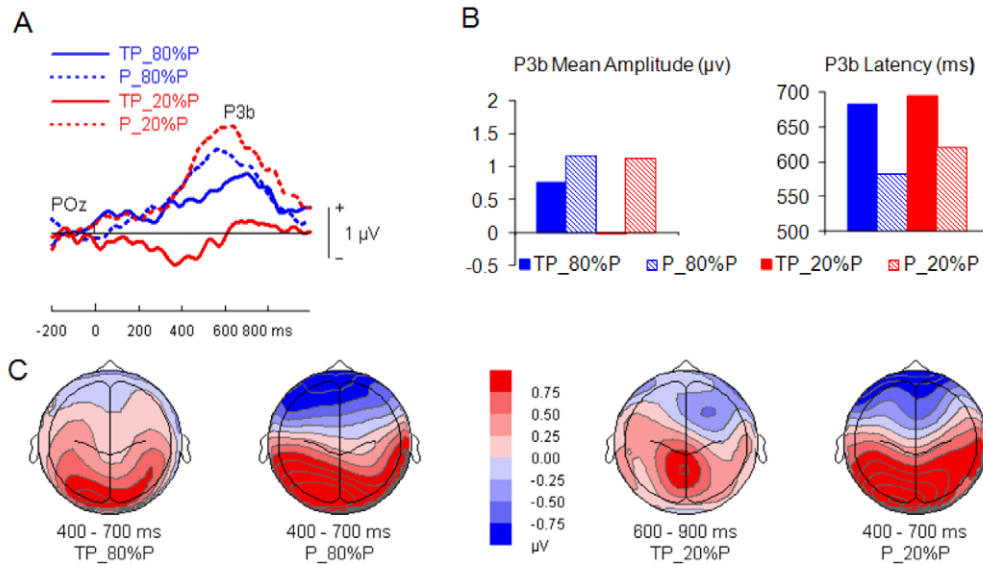 A
TP_80%P
P_80%P
TP_20%P
P_20%P
P3b
POz
+
1 µV
–
-200 0 200 400 600 800 ms
B
P3b Mean Amplitude (µv)
2
1.5
1
0.5
0
-0.5
P3b Latency (ms)
700
650
600
550
500
TP_80%P P_80%P TP_20%P P_20%P
C
400 - 700 ms
TP_80%P
400 - 700 ms
P_80%P
0.75
0.50
0.25
0.00
-0.25
-0.50
-0.75
µV
600 - 900 ms
TP_20%P
400 - 700 ms
P_20%P